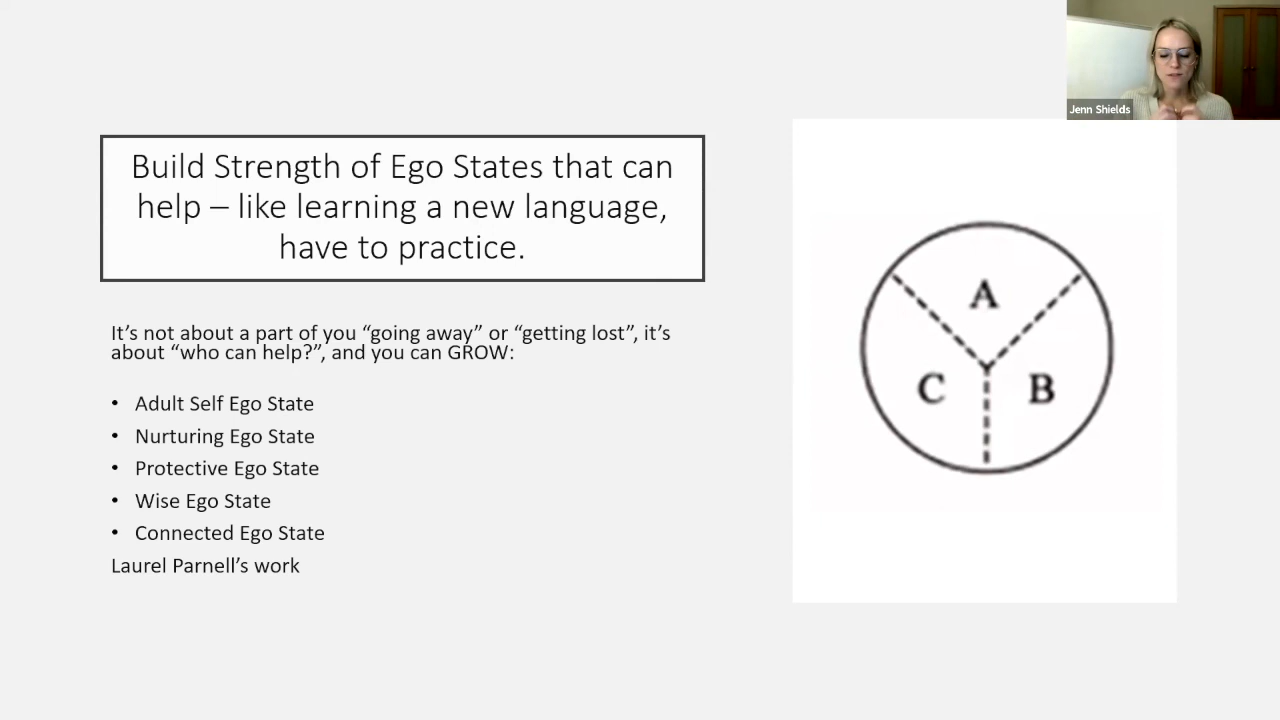 Jenn Shields
Build Strength of Ego States that can
help – like learning a new language,
have to practice.
It’s not about a part of you “going away” or “getting lost”, it’s
about “who can help?”, and you can GROW:
• Adult Self Ego State
• Nurturing Ego State
• Protective Ego State
• Wise Ego State
• Connected Ego State
Laurel Parnell’s work
A
C B